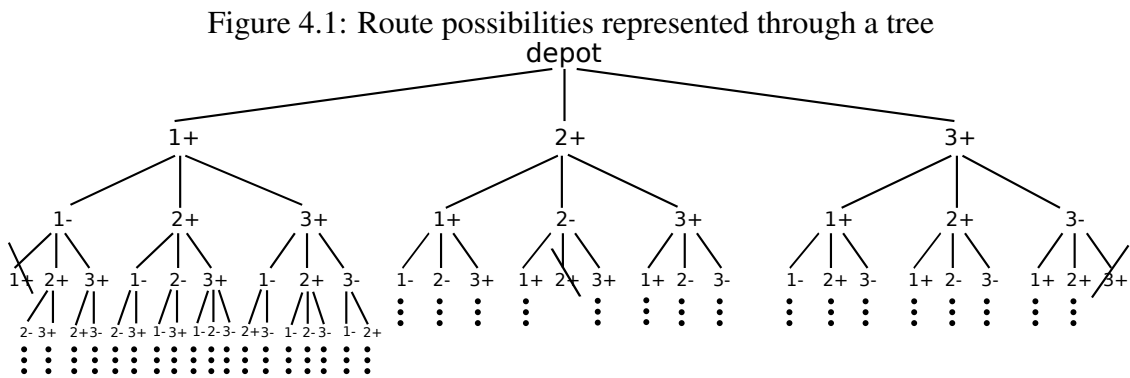 Figure 4.1: Route possibilities represented through a tree
depot
1+ 2+ 3+
1- 2+ 3+ 1+ 2- 3+ 1+ 2+ 3-
1+ 2+ 3+ 1- 2- 3+ 1- 2+ 3- 1- 2- 3+ 1+ 2+ 3+ 1+ 2- 3- 1- 2+ 3- 1+ 2- 3- 1+ 2+ 3+
2- 3+ 2+ 3- 2- 3+ 1- 3+ 1- 2- 3- 2+ 3- 1- 2- 3- 1- 2+